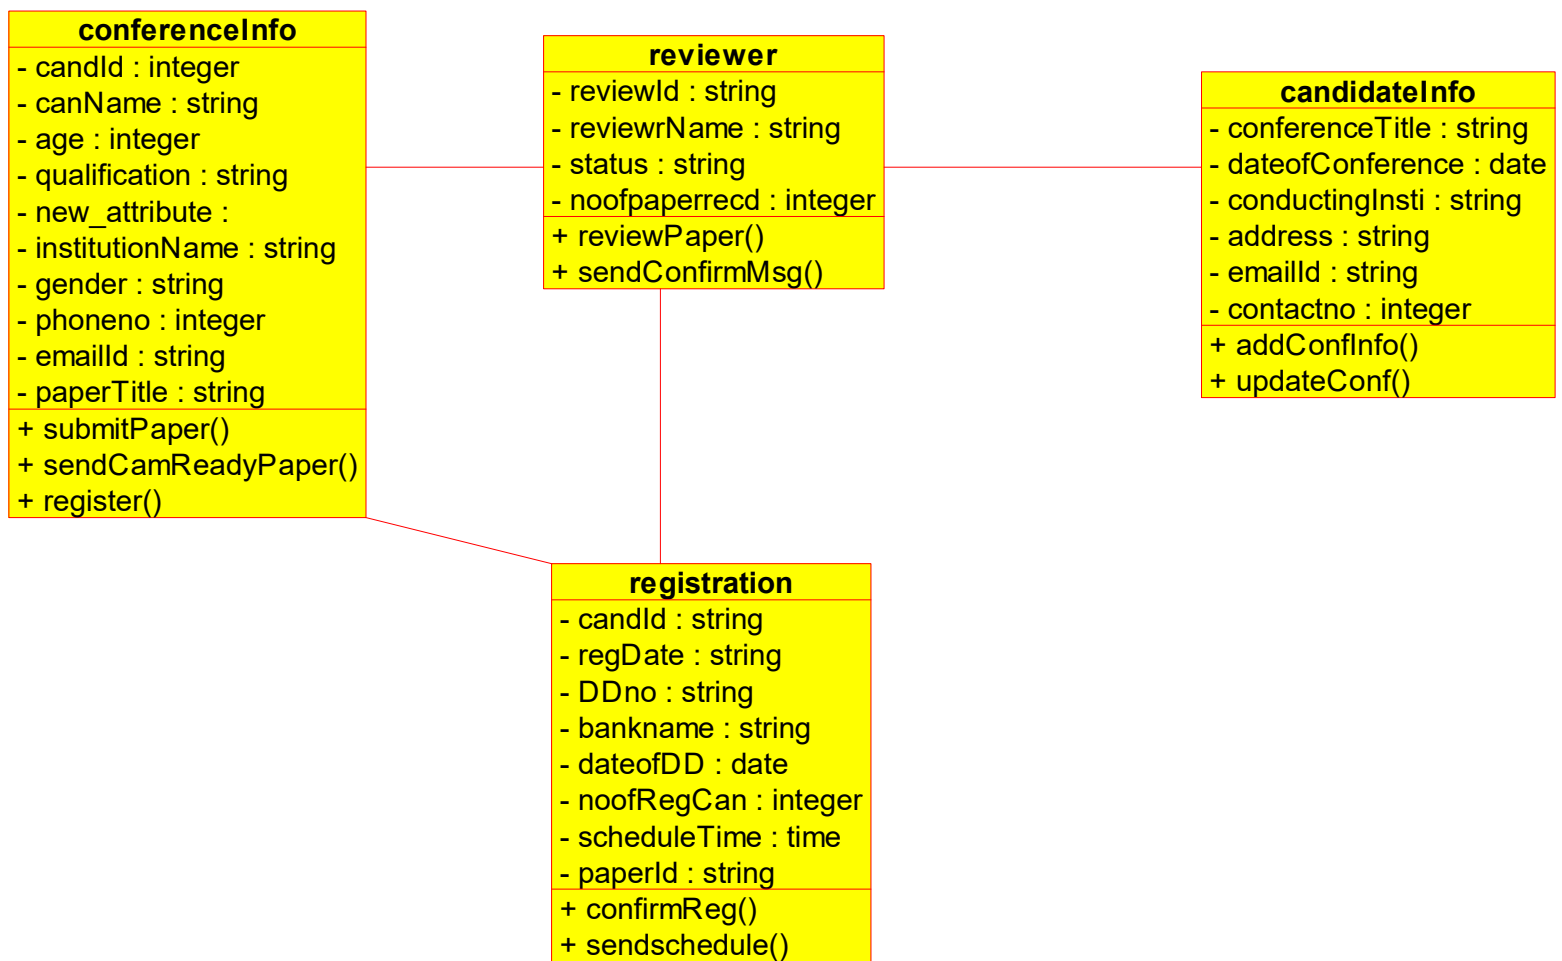 conferenceInfo
- candId : integer
- canName : string
- age : integer
- qualification : string
- new_attribute :
- institutionName : string
- gender : string
- phoneno : integer
- emailId : string
- paperTitle : string
+ submitPaper()
+ sendCamReadyPaper()
+ register()
reviewer
- reviewId : string
- reviewrName : string
- status : string
- noofpaperrecd : integer
+ reviewPaper()
+ sendConfirmMsg()
candidateInfo
- conferenceTitle : string
- dateofConference : date
- conductingInsti : string
- address : string
- emailId : string
- contactno : integer
+ addConfInfo()
+ updateConf()
registration
- candId : string
- regDate : string
- DDno : string
- bankname : string
- dateofDD : date
- noofRegCan : integer
- scheduleTime : time
- paperId : string
+ confirmReg()
+ sendschedule()